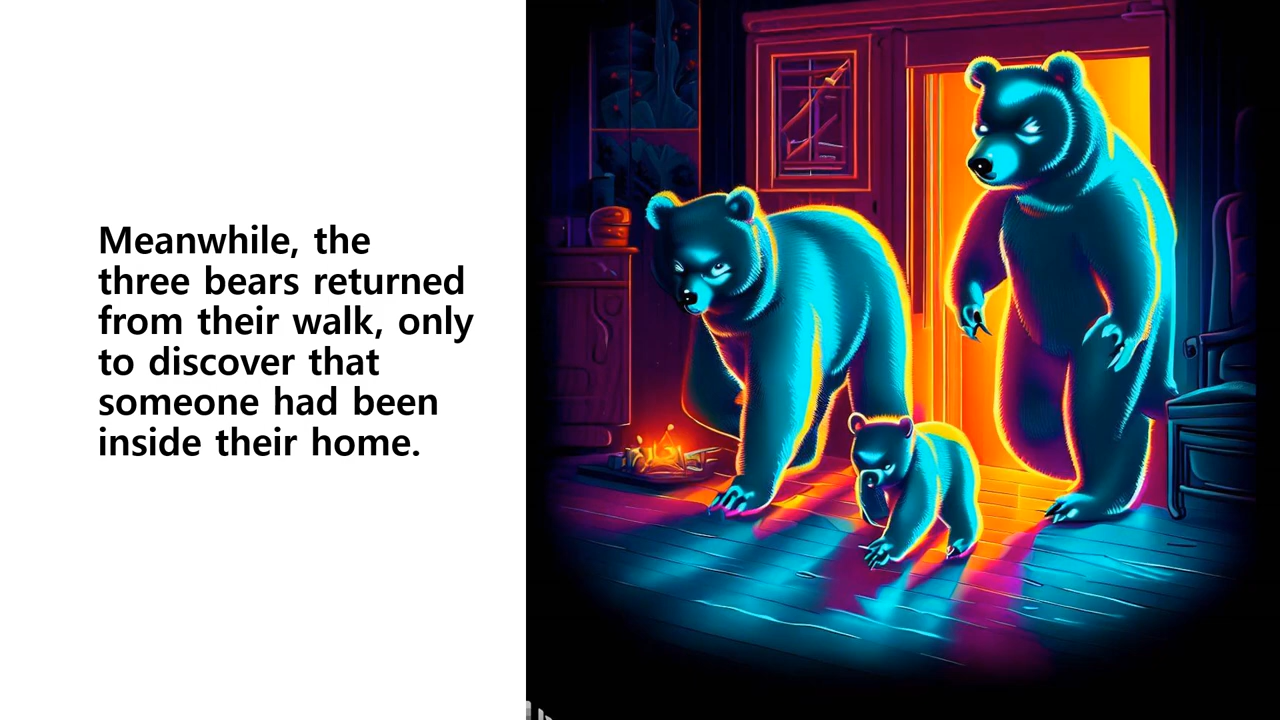 Meanwhile, the
three bears returned
from their walk, only
to discover that
someone had been
inside their home.